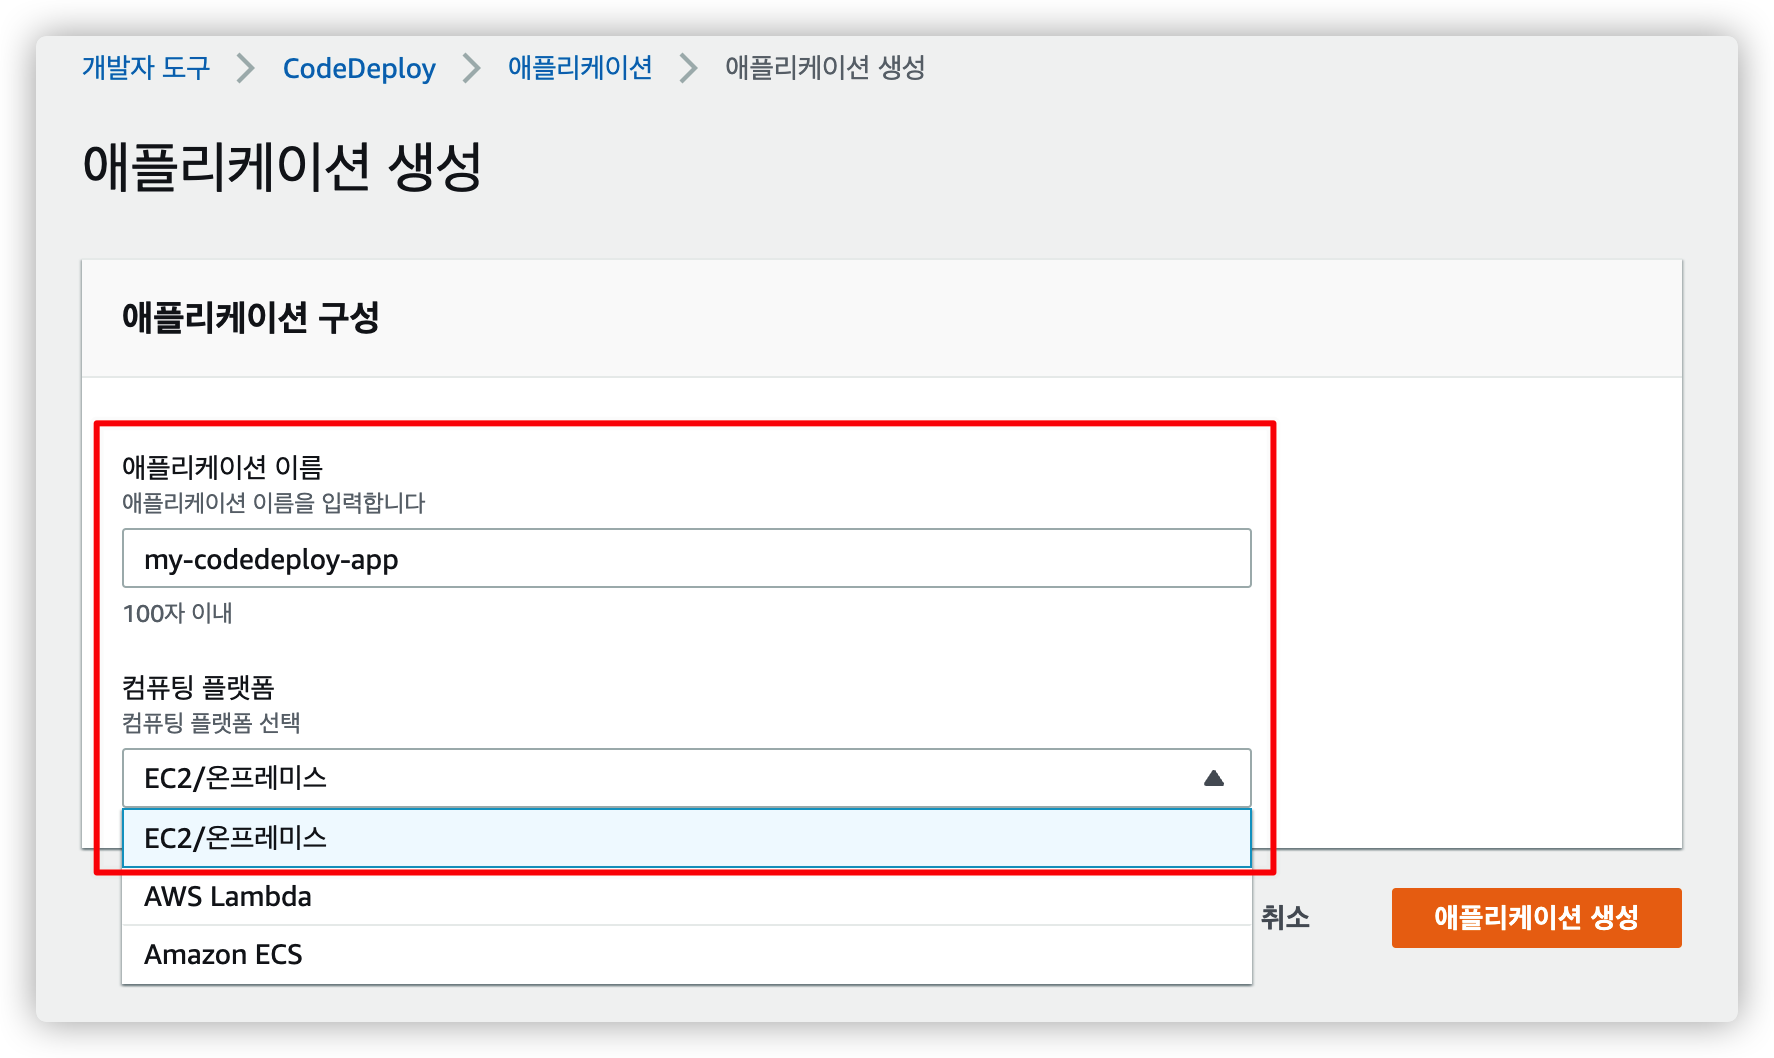 개발자 도구 > CodeDeploy > 애플리케이션 > 애플리케이션 생성
애플리케이션 생성
애플리케이션 구성
애플리케이션 이름
애플리케이션 이름을 입력합니다
my-codedeploy-app
100자 이내
컴퓨팅 플랫폼
컴퓨팅 플랫폼 선택
EC2/온프레미스
EC2/온프레미스
AWS Lambda
Amazon ECS
취소
애플리케이션 생성